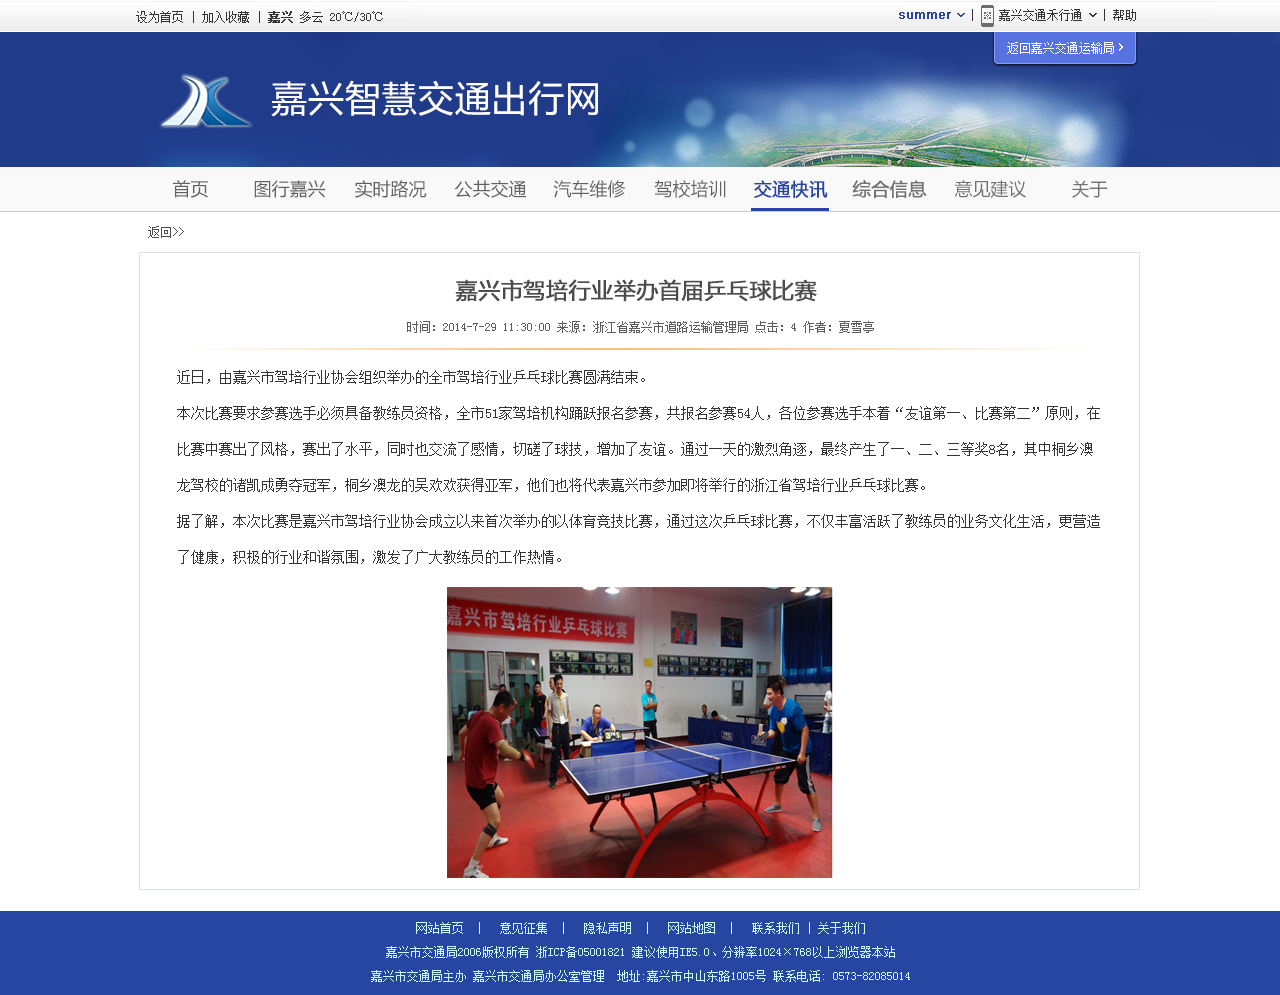 设为首页 | 加入收藏 | 嘉兴 多云 20℃/30℃
summer | 嘉兴交通禾行通 | 帮助
返回嘉兴交通运输局 >
嘉兴智慧交通出行网
首页 图行嘉兴 实时路况 公共交通 汽车维修 驾校培训 交通快讯 综合信息 意见建议 关于
返回>>
嘉兴市驾培行业举办首届乒乓球比赛
时间：2014-7-29 11:30:00 来源：浙江省嘉兴市道路运输管理局 点击：4 作者：夏雪亭
近日，由嘉兴市驾培行业协会组织举办的全市驾培行业乒乓球比赛圆满结束。
本次比赛要求参赛选手必须具备教练员资格，全市51家驾培机构踊跃报名参赛，共报名参赛54人，各位参赛选手本着“友谊第一、比赛第二”原则，在
比赛中赛出了风格，赛出了水平，同时也交流了感情，切磋了球技，增加了友谊。通过一天的激烈角逐，最终产生了一、二、三等奖8名，其中桐乡澳
龙驾校的诸凯成勇夺冠军，桐乡澳龙的吴欢欢获得亚军，他们也将代表嘉兴市参加即将举行的浙江省驾培行业乒乓球比赛。
据了解，本次比赛是嘉兴市驾培行业协会成立以来首次举办的以体育竞技比赛，通过这次乒乓球比赛，不仅丰富活跃了教练员的业务文化生活，更营造
了健康，积极的行业和谐氛围，激发了广大教练员的工作热情。
嘉兴市驾培行业乒乓球比赛
网站首页 | 意见征集 | 隐私声明 | 网站地图 | 联系我们 | 关于我们
嘉兴市交通局2006版权所有 浙ICP备05001821 建议使用IE5.0、分辨率1024×768以上浏览器本站
嘉兴市交通局主办 嘉兴市交通局办公室管理 地址:嘉兴市中山东路1005号 联系电话: 0573-82085014